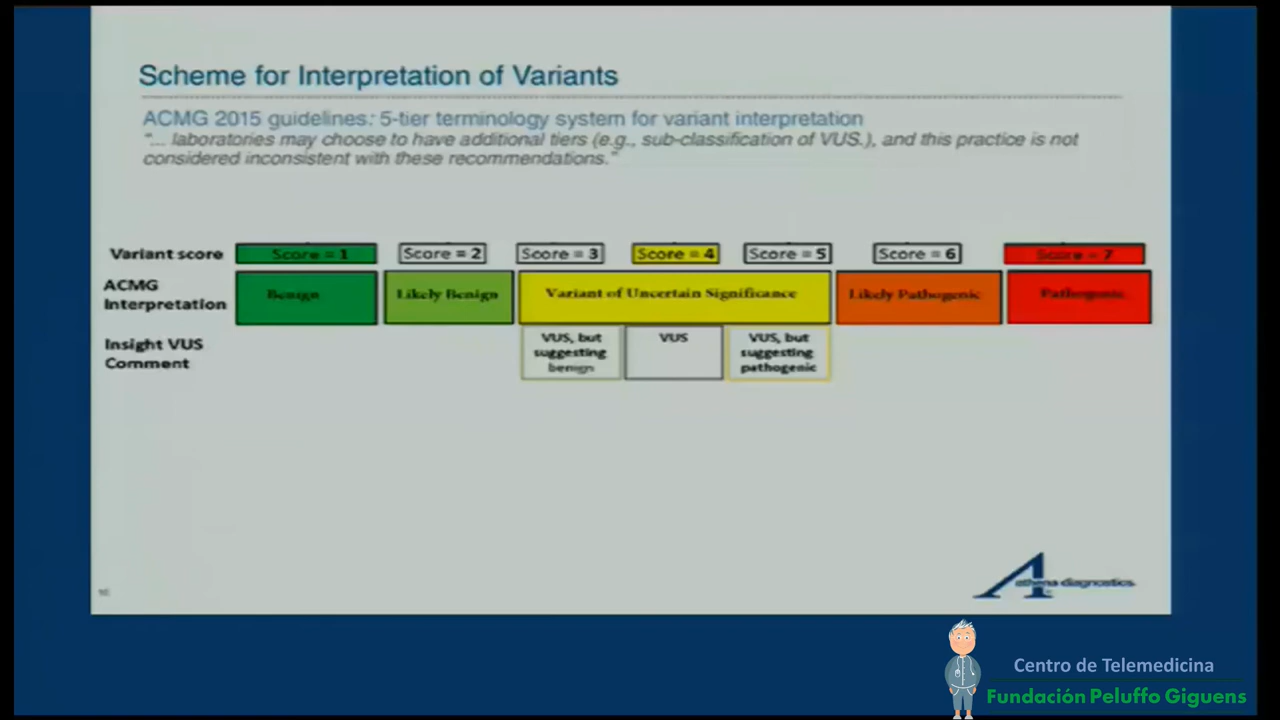 Scheme for Interpretation of Variants
ACMG 2015 guidelines: 5-tier terminology system for variant interpretation
"... laboratories may choose to have additional tiers (e.g., sub-classification of VUS.), and this practice is not
considered inconsistent with these recommendations."
Variant score
Score = 1
Score = 2
Score = 3
Score = 4
Score = 5
Score = 6
Score = 7
ACMG
Interpretation
Benign
Likely Benign
Variant of Uncertain Significance
Likely Pathogenic
Pathogenic
Insight VUS
Comment
VUS, but
suggesting
benign
VUS
VUS, but
suggesting
pathogenic
athena diagnostics
Centro de Telemedicina
Fundación Peluffo Giguens